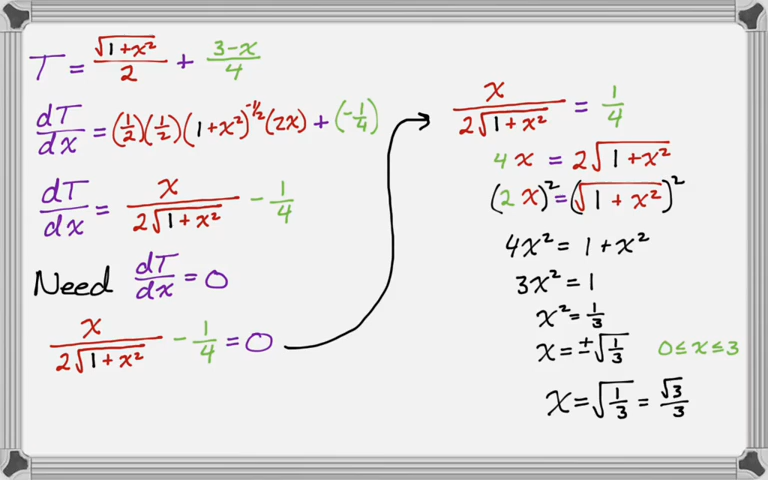 T = √(1+x²)/2 + (3-x)/4
dT/dx = (1/2)(1/2)(1+x²)^(-1/2)(2x) + (-1/4)
dT/dx = x/(2√(1+x²)) - 1/4
Need dT/dx = 0
x/(2√(1+x²)) - 1/4 = 0
x/(2√(1+x²)) = 1/4
4x = 2√(1+x²)
(2x)² = (√(1+x²))²
4x² = 1+x²
3x² = 1
x² = 1/3
x = ±√(1/3) 0≤x≤3
x = √(1/3) = √3/3